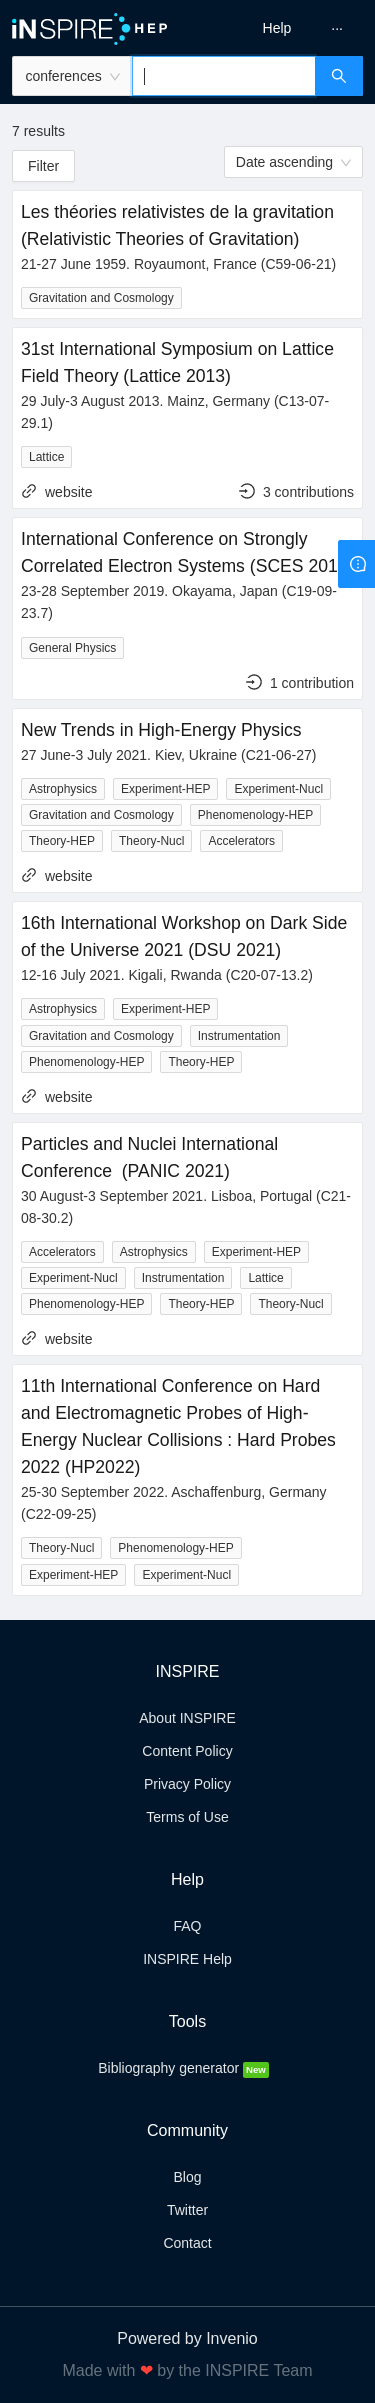 INSPIRE HEP
Help
...
conferences
7 results
Filter
Date ascending
Les théories relativistes de la gravitation
(Relativistic Theories of Gravitation)
21-27 June 1959. Royaumont, France (C59-06-21)
Gravitation and Cosmology
31st International Symposium on Lattice
Field Theory (Lattice 2013)
29 July-3 August 2013. Mainz, Germany (C13-07-
29.1)
Lattice
website
3 contributions
International Conference on Strongly
Correlated Electron Systems (SCES 201
23-28 September 2019. Okayama, Japan (C19-09-
23.7)
General Physics
1 contribution
New Trends in High-Energy Physics
27 June-3 July 2021. Kiev, Ukraine (C21-06-27)
Astrophysics Experiment-HEP Experiment-Nucl
Gravitation and Cosmology Phenomenology-HEP
Theory-HEP Theory-Nucl Accelerators
website
16th International Workshop on Dark Side
of the Universe 2021 (DSU 2021)
12-16 July 2021. Kigali, Rwanda (C20-07-13.2)
Astrophysics Experiment-HEP
Gravitation and Cosmology Instrumentation
Phenomenology-HEP Theory-HEP
website
Particles and Nuclei International
Conference (PANIC 2021)
30 August-3 September 2021. Lisboa, Portugal (C21-
08-30.2)
Accelerators Astrophysics Experiment-HEP
Experiment-Nucl Instrumentation Lattice
Phenomenology-HEP Theory-HEP Theory-Nucl
website
11th International Conference on Hard
and Electromagnetic Probes of High-
Energy Nuclear Collisions : Hard Probes
2022 (HP2022)
25-30 September 2022. Aschaffenburg, Germany
(C22-09-25)
Theory-Nucl Phenomenology-HEP
Experiment-HEP Experiment-Nucl
INSPIRE
About INSPIRE
Content Policy
Privacy Policy
Terms of Use
Help
FAQ
INSPIRE Help
Tools
Bibliography generator New
Community
Blog
Twitter
Contact
Powered by Invenio
Made with ❤ by the INSPIRE Team